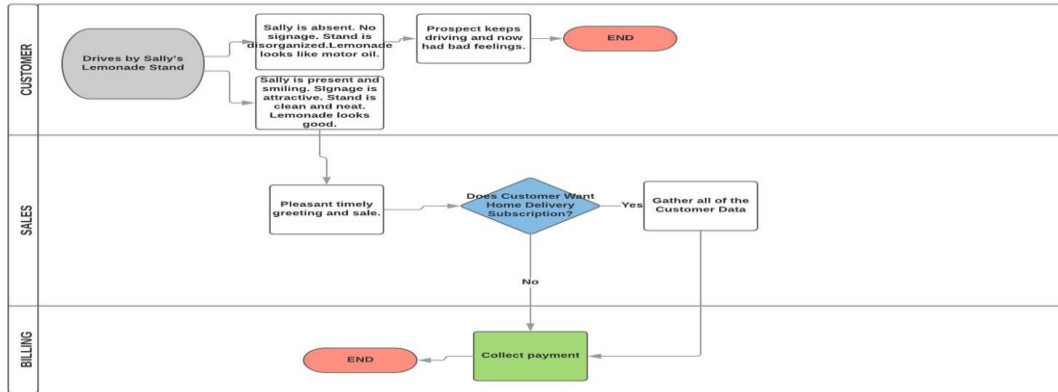 CUSTOMER
Drives by Sally's
Lemonade Stand
Sally is absent. No
signage. Stand is
disorganized.Lemonade
looks like motor oil.
Prospect keeps
driving and now
had bad feelings.
END
Sally is present and
smiling. SIgnage is
attractive. Stand is
clean and neat.
Lemonade looks
good.
SALES
Pleasant timely
greeting and sale.
Does Customer Want
Home Delivery
Subscription?
Yes
Gather all of the
Customer Data
No
BILLING
END
Collect payment